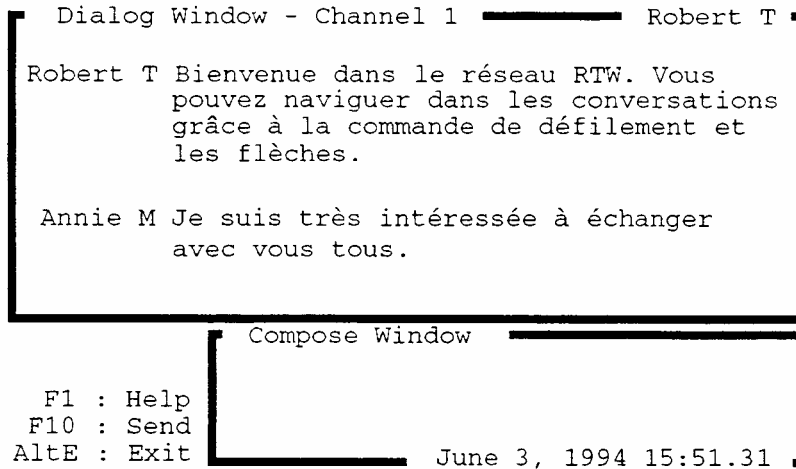 Dialog Window - Channel 1 Robert T
Robert T Bienvenue dans le réseau RTW. Vous
pouvez naviguer dans les conversations
grâce à la commande de défilement et
les flèches.
Annie M Je suis très intéressée à échanger
avec vous tous.
Compose Window
F1 : Help
F10 : Send
AltE : Exit
June 3, 1994 15:51.31